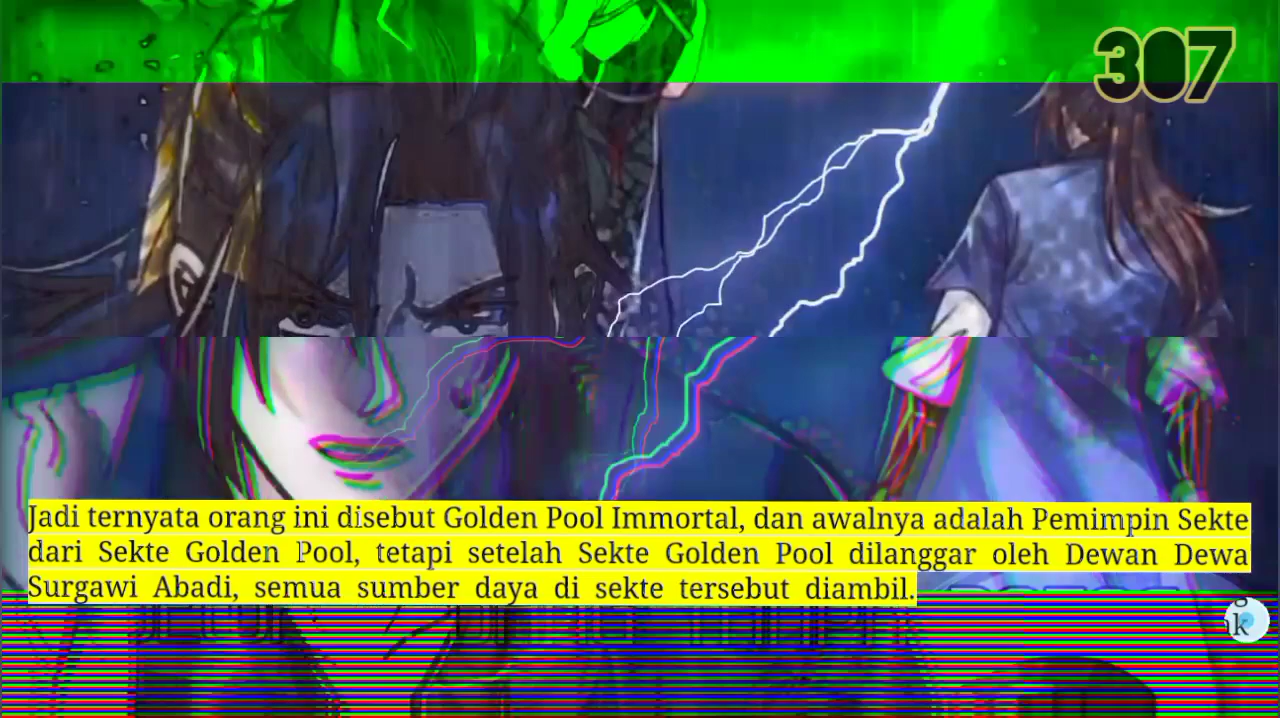 307
Jadi ternyata orang ini disebut Golden Pool Immortal, dan awalnya adalah Pemimpin Sekte
dari Sekte Golden Pool, tetapi setelah Sekte Golden Pool dilanggar oleh Dewan Dewa
Surgawi Abadi, semua sumber daya di sekte tersebut diambil.